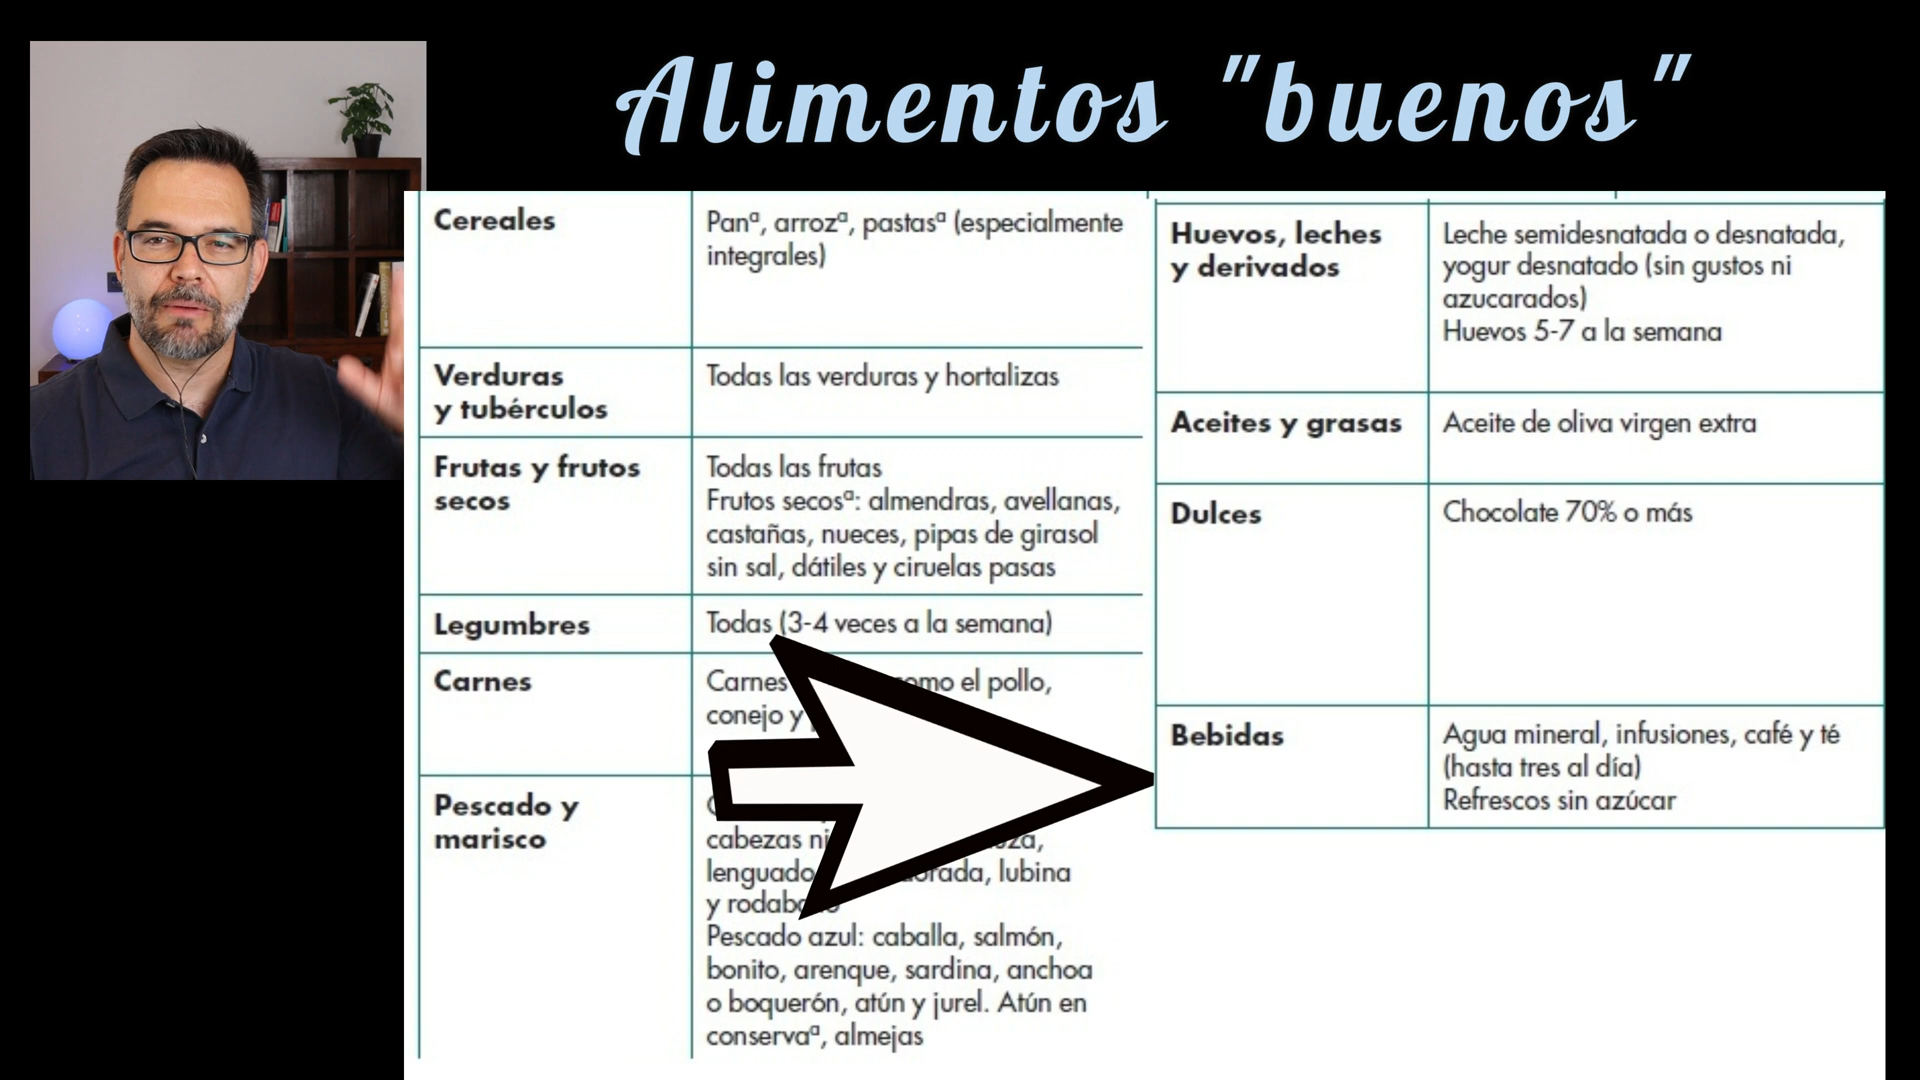 Alimentos "buenos"
Cereales
Panª, arrozª, pastasª (especialmente
integrales)
Verduras
y tubérculos
Todas las verduras y hortalizas
Frutas y frutos
secos
Todas las frutas
Frutos secosª: almendras, avellanas,
castañas, nueces, pipas de girasol
sin sal, dátiles y ciruelas pasas
Legumbres
Todas (3-4 veces a la semana)
Carnes
Carnes como el pollo,
conejo y
Pescado y
marisco
cabezas
lenguado dorada, lubina
y
Pescado azul: caballa, salmón,
bonito, arenque, sardina, anchoa
o boquerón, atún y jurel. Atún en
conservaª, almejas
Huevos, leches
y derivados
Leche semidesnatada o desnatada,
yogur desnatado (sin gustos ni
azucarados)
Huevos 5-7 a la semana
Aceites y grasas
Aceite de oliva virgen extra
Dulces
Chocolate 70% o más
Bebidas
Agua mineral, infusiones, café y té
(hasta tres al día)
Refrescos sin azúcar